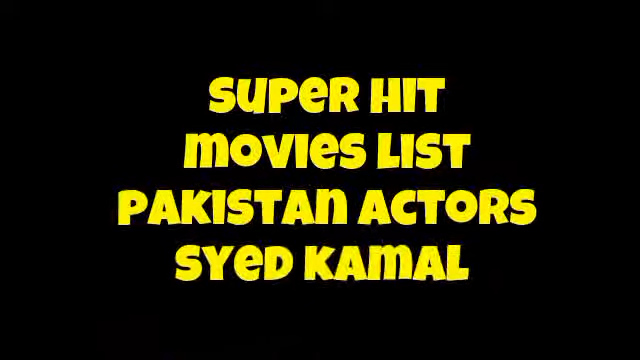 SUPER HIT
MOVIES LIST
PAKISTAN ACTORS
SYED KAMAL